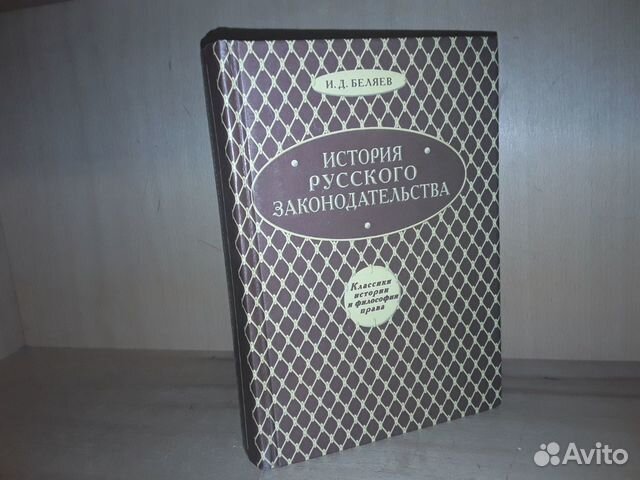 И. Д. БЕЛЯЕВ
ИСТОРИЯ
РУССКОГО
ЗАКОНОДАТЕЛЬСТВА
Классики
истории
и философии
права
Avito